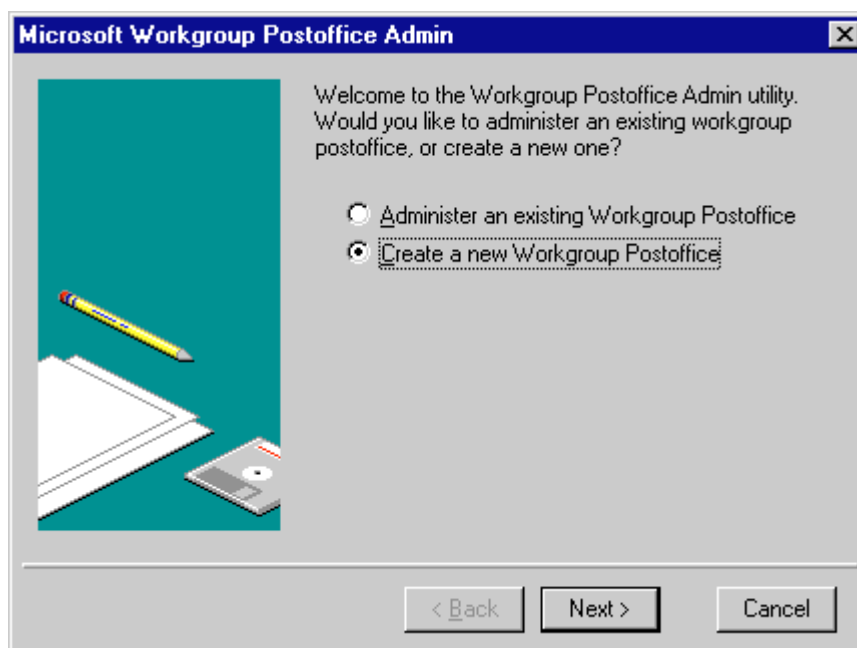 Microsoft Workgroup Postoffice Admin
Welcome to the Workgroup Postoffice Admin utility.
Would you like to administer an existing workgroup
postoffice, or create a new one?
Administer an existing Workgroup Postoffice
Create a new Workgroup Postoffice
< Back
Next >
Cancel